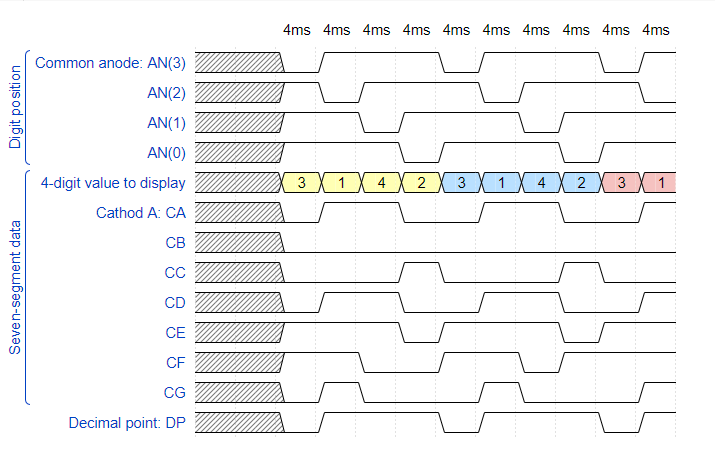 4ms 4ms 4ms 4ms 4ms 4ms 4ms 4ms 4ms 4ms
Digit position
Common anode: AN(3)
AN(2)
AN(1)
AN(0)
Seven-segment data
4-digit value to display 3 1 4 2 3 1 4 2 3 1
Cathod A: CA
CB
CC
CD
CE
CF
CG
Decimal point: DP